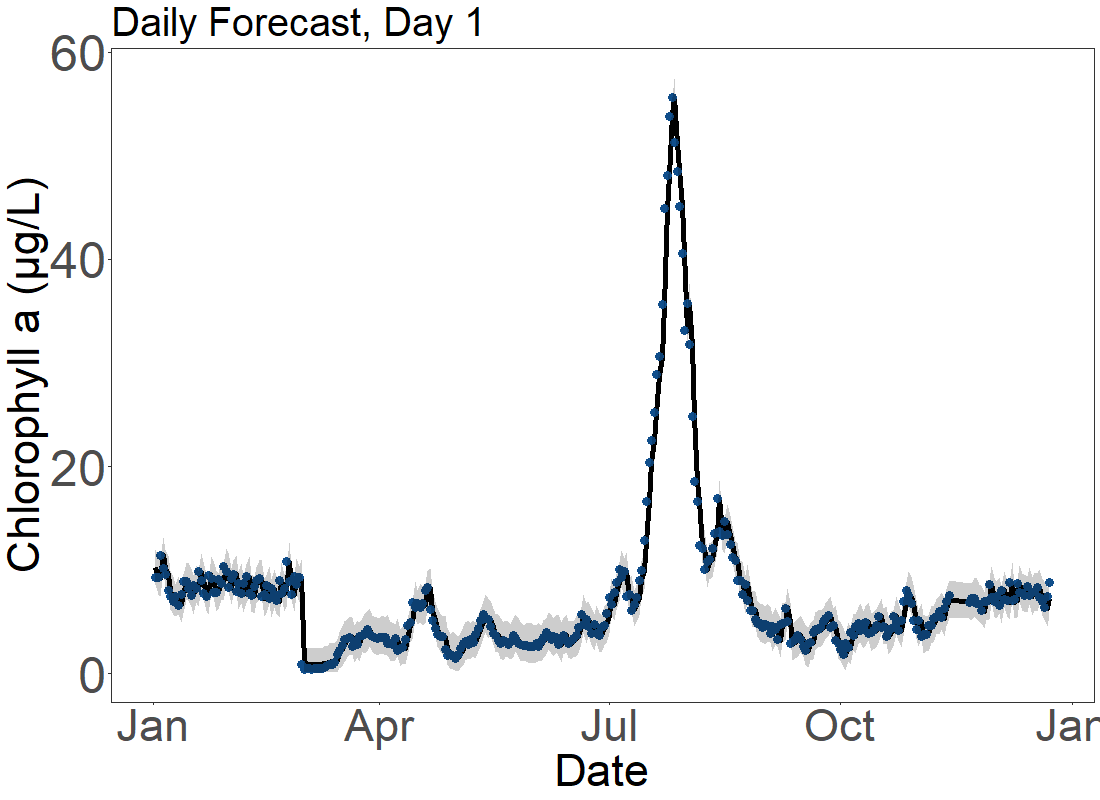 Daily Forecast, Day 1
Chlorophyll a (μg/L)
60
40
20
0
Jan Apr Jul Oct Jan
Date